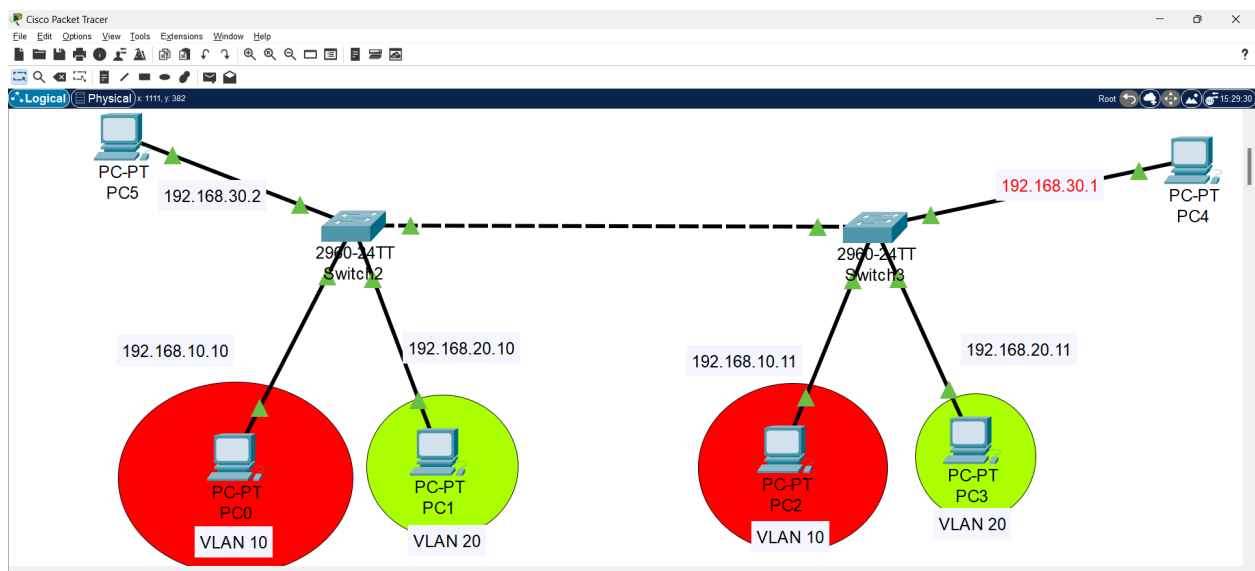 Cisco Packet Tracer
File Edit Options View Tools Extensions Window Help
?
Logical Physical x: 1111, y: 382 Root 15:29:30
PC-PT
PC5
192.168.30.2
192.168.30.1
PC-PT
PC4
2960-24TT
Switch2
2960-24TT
Switch3
192.168.10.10
192.168.20.10
192.168.10.11
192.168.20.11
PC-PT
PC0
VLAN 10
PC-PT
PC1
VLAN 20
PC-PT
PC2
VLAN 10
PC-PT
PC3
VLAN 20